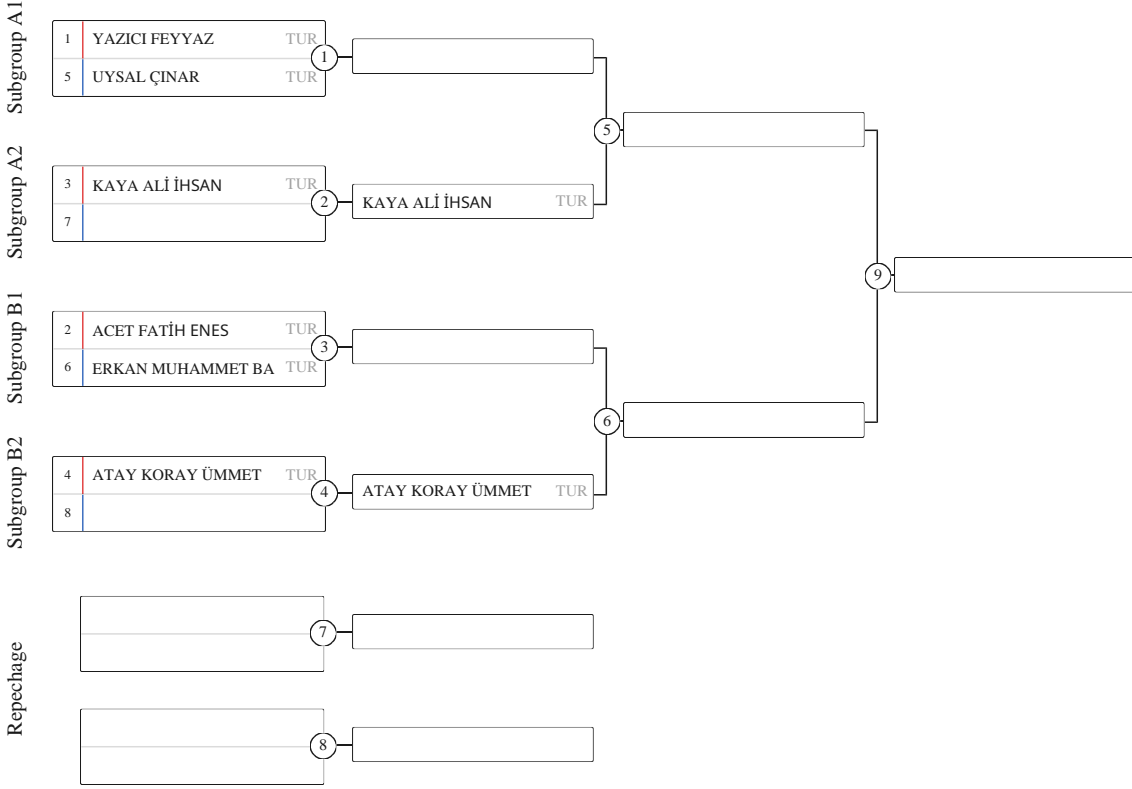 Subgroup A1
1 YAZICI FEYYAZ TUR
5 UYSAL ÇINAR TUR
1
5
Subgroup A2
3 KAYA ALİ İHSAN TUR
7
2
KAYA ALİ İHSAN TUR
9
Subgroup B1
2 ACET FATİH ENES TUR
6 ERKAN MUHAMMET BA TUR
3
6
Subgroup B2
4 ATAY KORAY ÜMMET TUR
8
4
ATAY KORAY ÜMMET TUR
Repechage
7
8